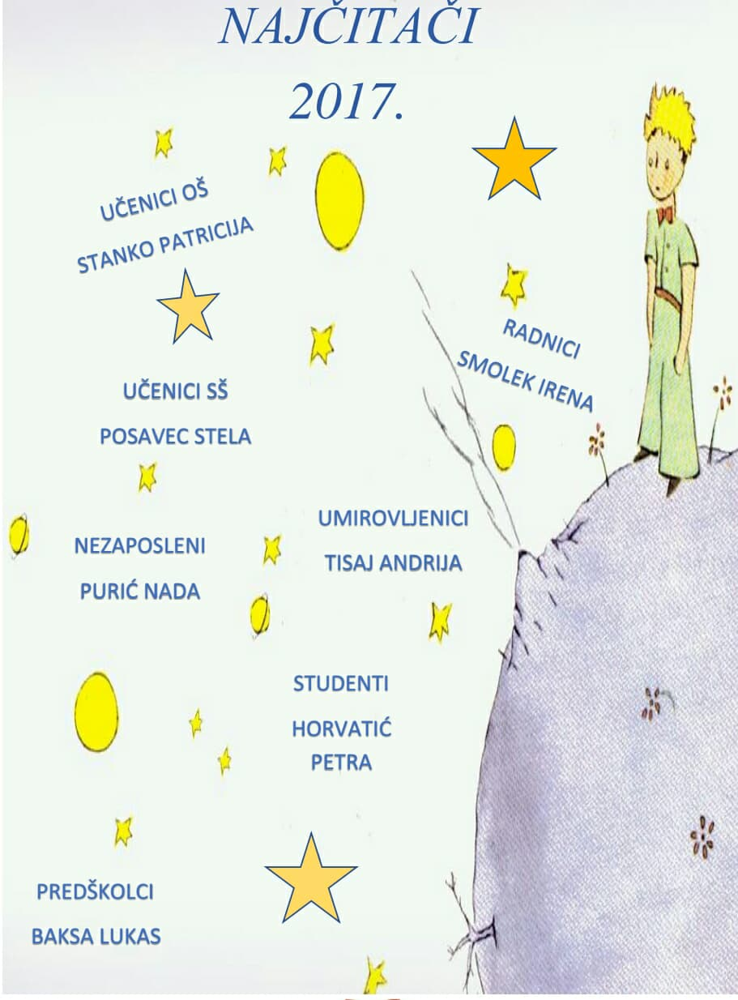 NAJČITAČI
2017.
UČENICI OŠ
STANKO PATRICIJA
RADNICI
SMOLEK IRENA
UČENICI SŠ
POSAVEC STELA
UMIROVLJENICI
TISAJ ANDRIJA
NEZAPOSLENI
PURIĆ NADA
STUDENTI
HORVATIĆ
PETRA
PREDŠKOLCI
BAKSA LUKAS